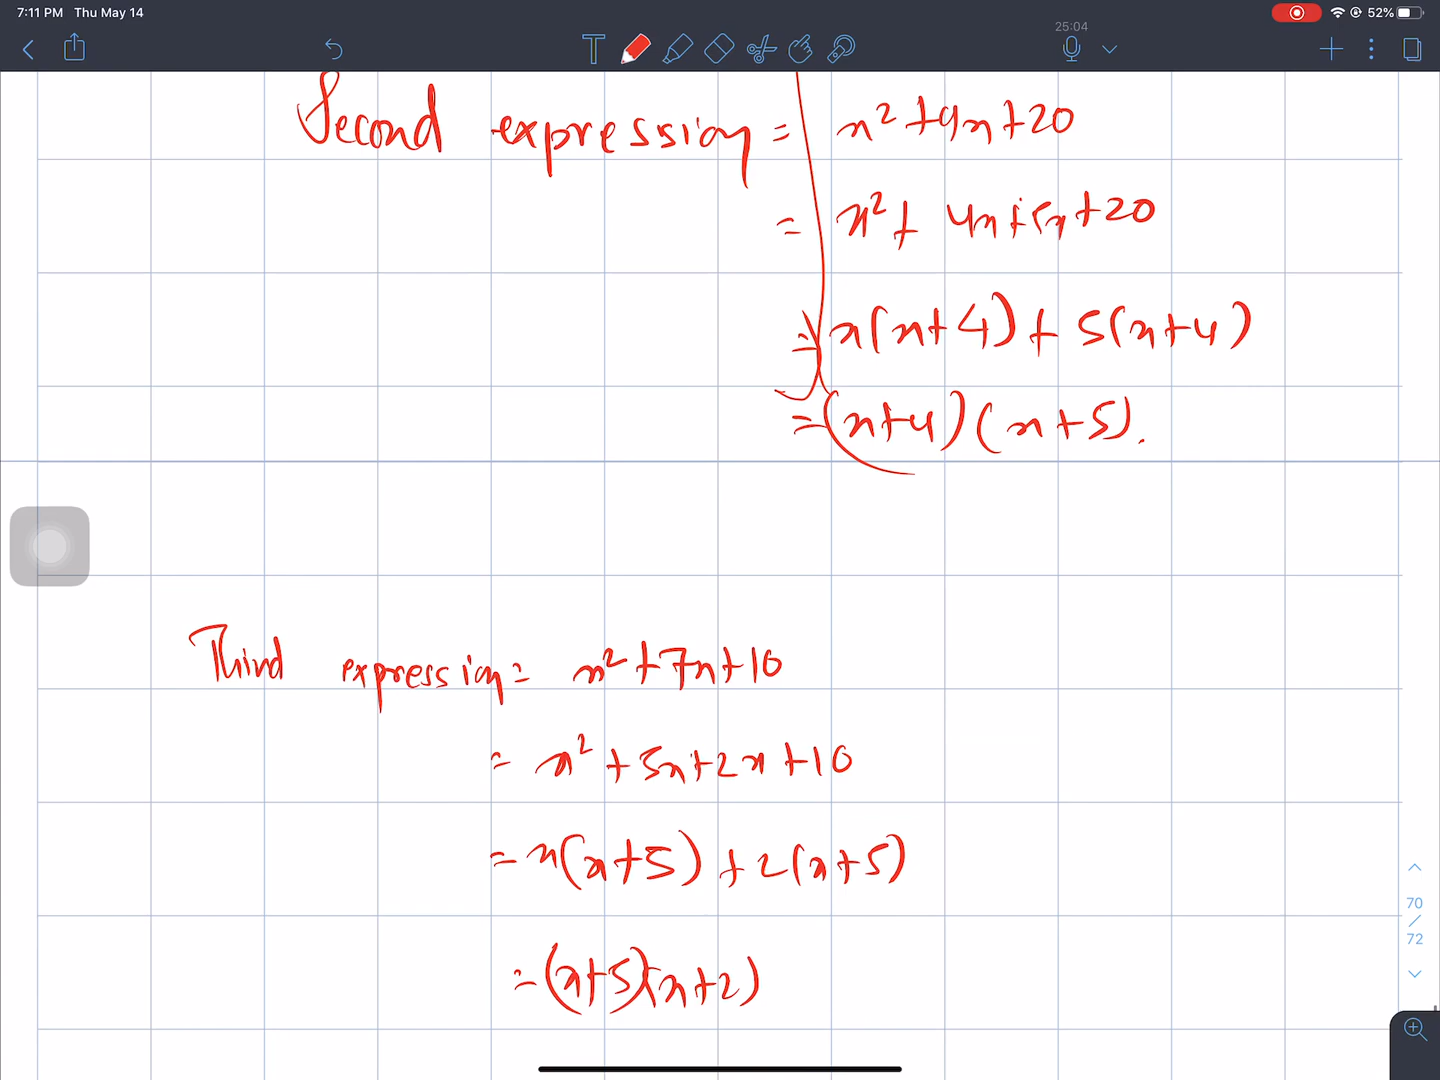 7:11 PM Thu May 14
52%
25:04
T
Second expression = x² + 9x + 20
= x² + 4x + 5x + 20
= x(x+4) + 5(x+4)
= (x+4)(x+5).
Third expression = x² + 7x + 10
= x² + 5x + 2x + 10
= x(x+5) + 2(x+5)
= (x+5)(x+2)
70
/
72